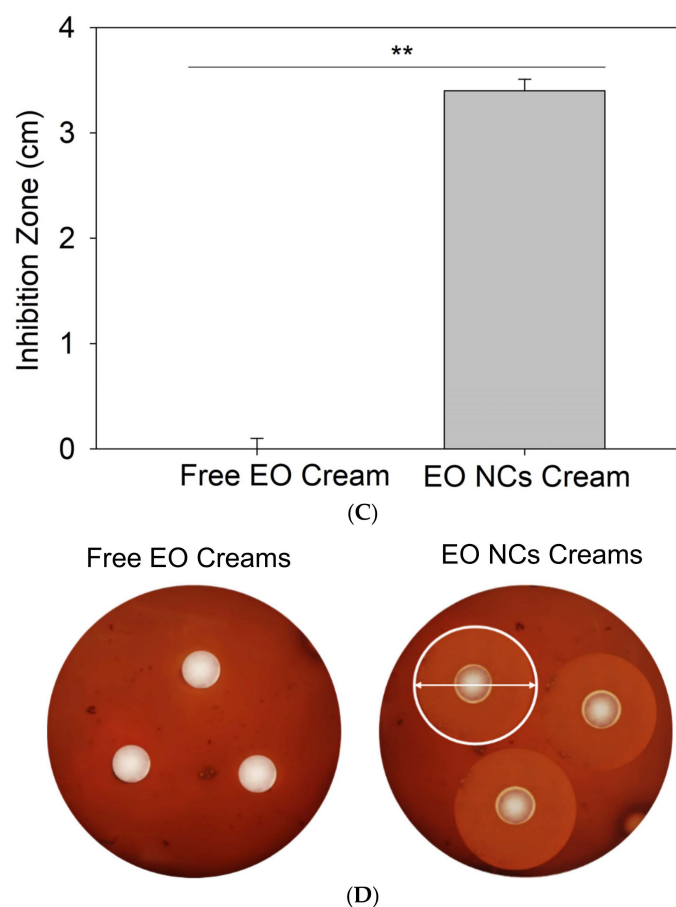 4
**
3
Inhibition Zone (cm)
2
1
0
Free EO Cream EO NCs Cream
(C)
Free EO Creams EO NCs Creams
(D)